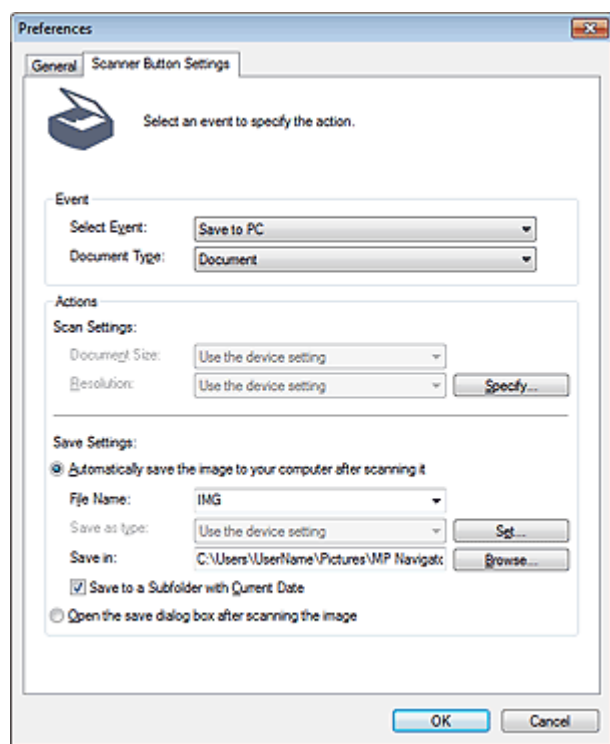 Preferences
General Scanner Button Settings
Select an event to specify the action.
Event
Select Event: Save to PC
Document Type: Document
Actions
Scan Settings:
Document Size: Use the device setting
Resolution: Use the device setting Specify...
Save Settings:
Automatically save the image to your computer after scanning it
File Name: IMG
Save as type: Use the device setting Set...
Save in: C:\Users\UserName\Pictures\MP Navigato Browse...
Save to a Subfolder with Current Date
Open the save dialog box after scanning the image
OK Cancel